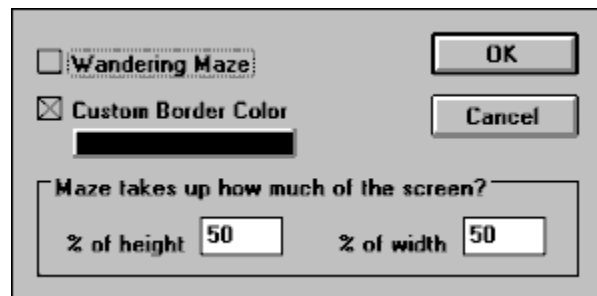 Wandering Maze
OK
Custom Border Color
Cancel
Maze takes up how much of the screen?
% of height 50 % of width 50